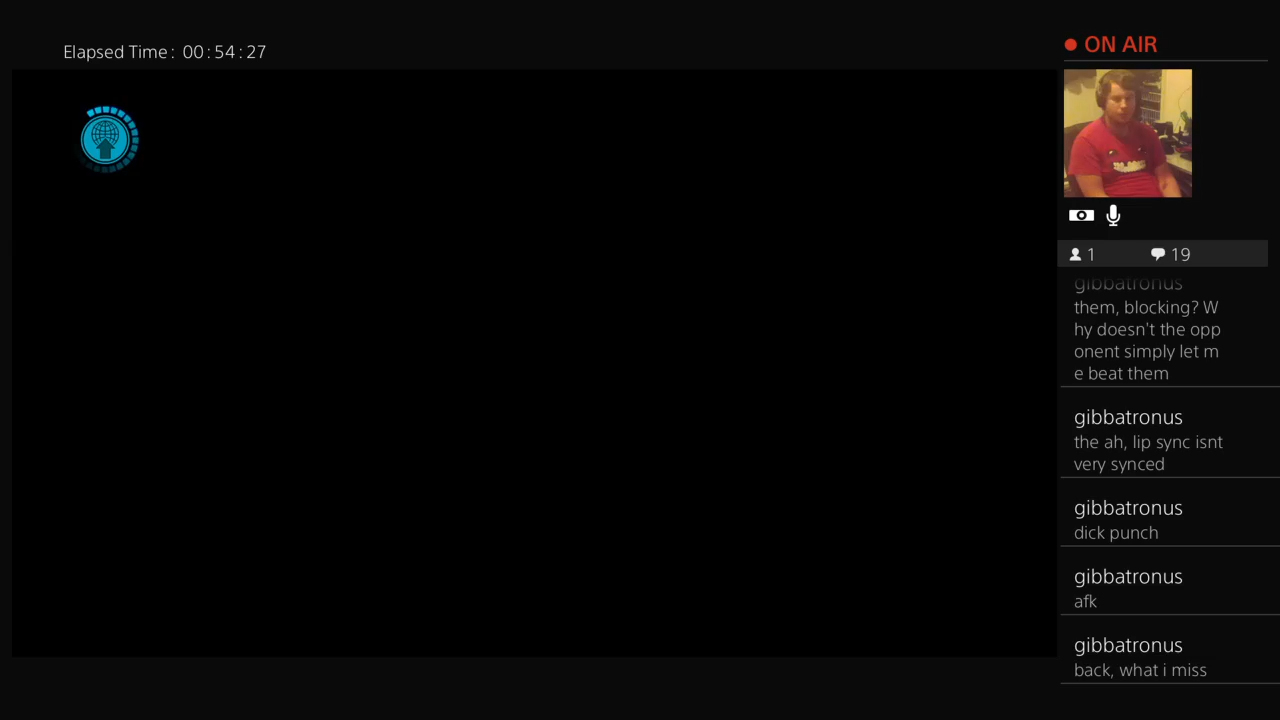 Elapsed Time: 00:54:27
ON AIR
1
19
gibbatronus
them, blocking? W
hy doesn't the opp
onent simply let m
e beat them
gibbatronus
the ah, lip sync isnt
very synced
gibbatronus
dick punch
gibbatronus
afk
gibbatronus
back, what i miss